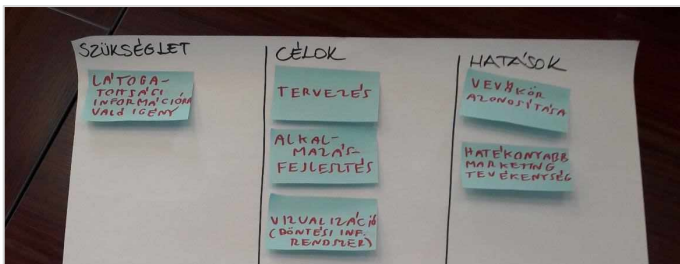 SZÜKSÉGLET
LÁTOGA-
TOTTSÁGI
INFORMÁCIÓRA
VALÓ IGÉNY
CÉLOK
TERVEZÉS
ALKAL-
MAZÁS-
FEJLESZTÉS
VIZUALIZÁCIÓ
(DÖNTÉSI INF.
RENDSZER)
HATÁSOK
VEVŐKÖR
AZONOSÍTÁSA
HATÉKONYABB
MARKETING
TEVÉKENYSÉG